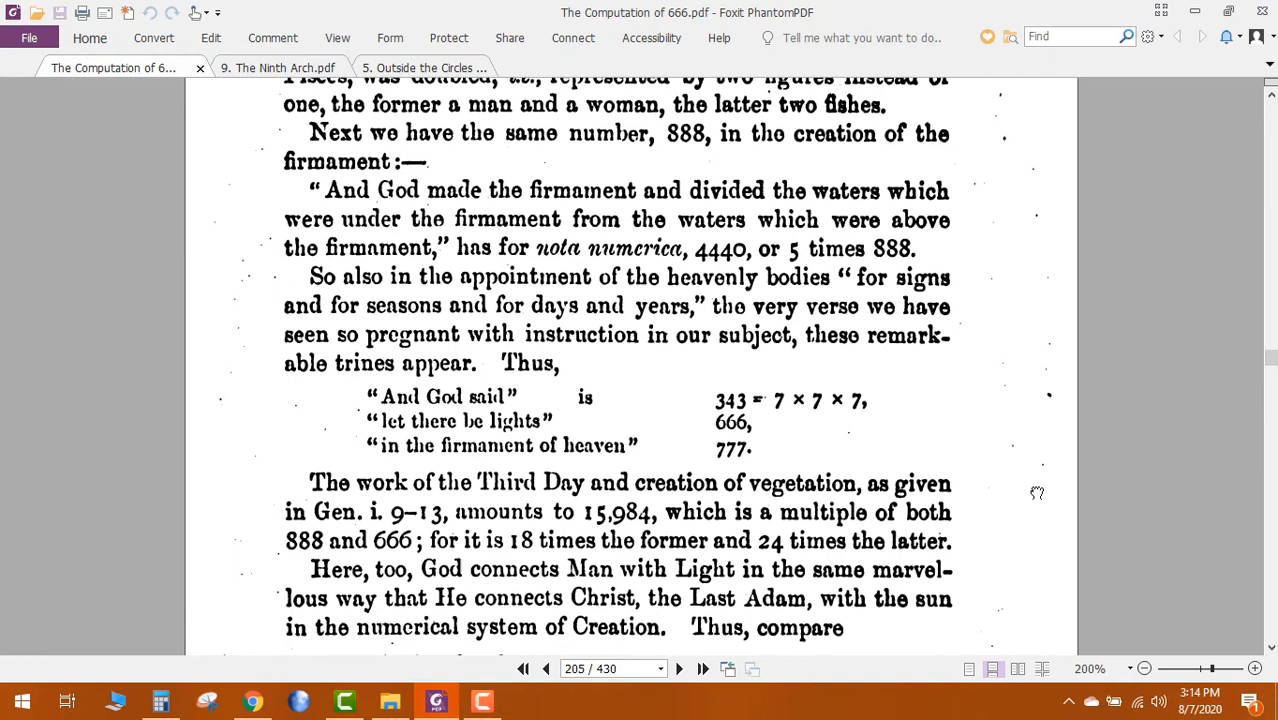 The Computation of 666.pdf - Foxit PhantomPDF
File Home Convert Edit Comment View Form Protect Share Connect Accessibility Help Tell me what you want to do.. Find
The Computation of 6... 9. The Ninth Arch.pdf 5. Outside the Circles ...
Pisces, was doubled, i.e., represented by two figures instead of
one, the former a man and a woman, the latter two fishes.
Next we have the same number, 888, in the creation of the
firmament :—
“And God made the firmament and divided the waters which
were under the firmament from the waters which were above
the firmament,” has for nota numerica, 4440, or 5 times 888.
So also in the appointment of the heavenly bodies “for signs
and for seasons and for days and years,” the very verse we have
seen so pregnant with instruction in our subject, these remark-
able trines appear. Thus,
“And God said” is 343 = 7 × 7 × 7,
“let there be lights” 666,
“in the firmament of heaven” 777.
The work of the Third Day and creation of vegetation, as given
in Gen. i. 9–13, amounts to 15,984, which is a multiple of both
888 and 666; for it is 18 times the former and 24 times the latter.
Here, too, God connects Man with Light in the same marvel-
lous way that He connects Christ, the Last Adam, with the sun
in the numerical system of Creation. Thus, compare
205 / 430 200%
3:14 PM
8/7/2020
1